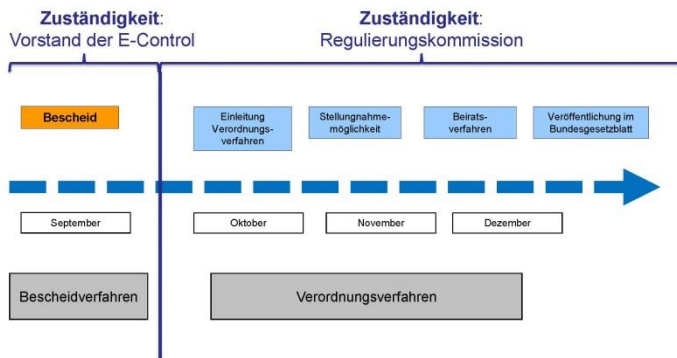 Zuständigkeit:
Vorstand der E-Control
Zuständigkeit:
Regulierungskommission
Bescheid
Einleitung
Verordnungs-
verfahren
Stellungnahme-
möglichkeit
Beirats-
verfahren
Veröffentlichung im
Bundesgesetzblatt
September
Oktober
November
Dezember
Bescheidverfahren
Verordnungsverfahren